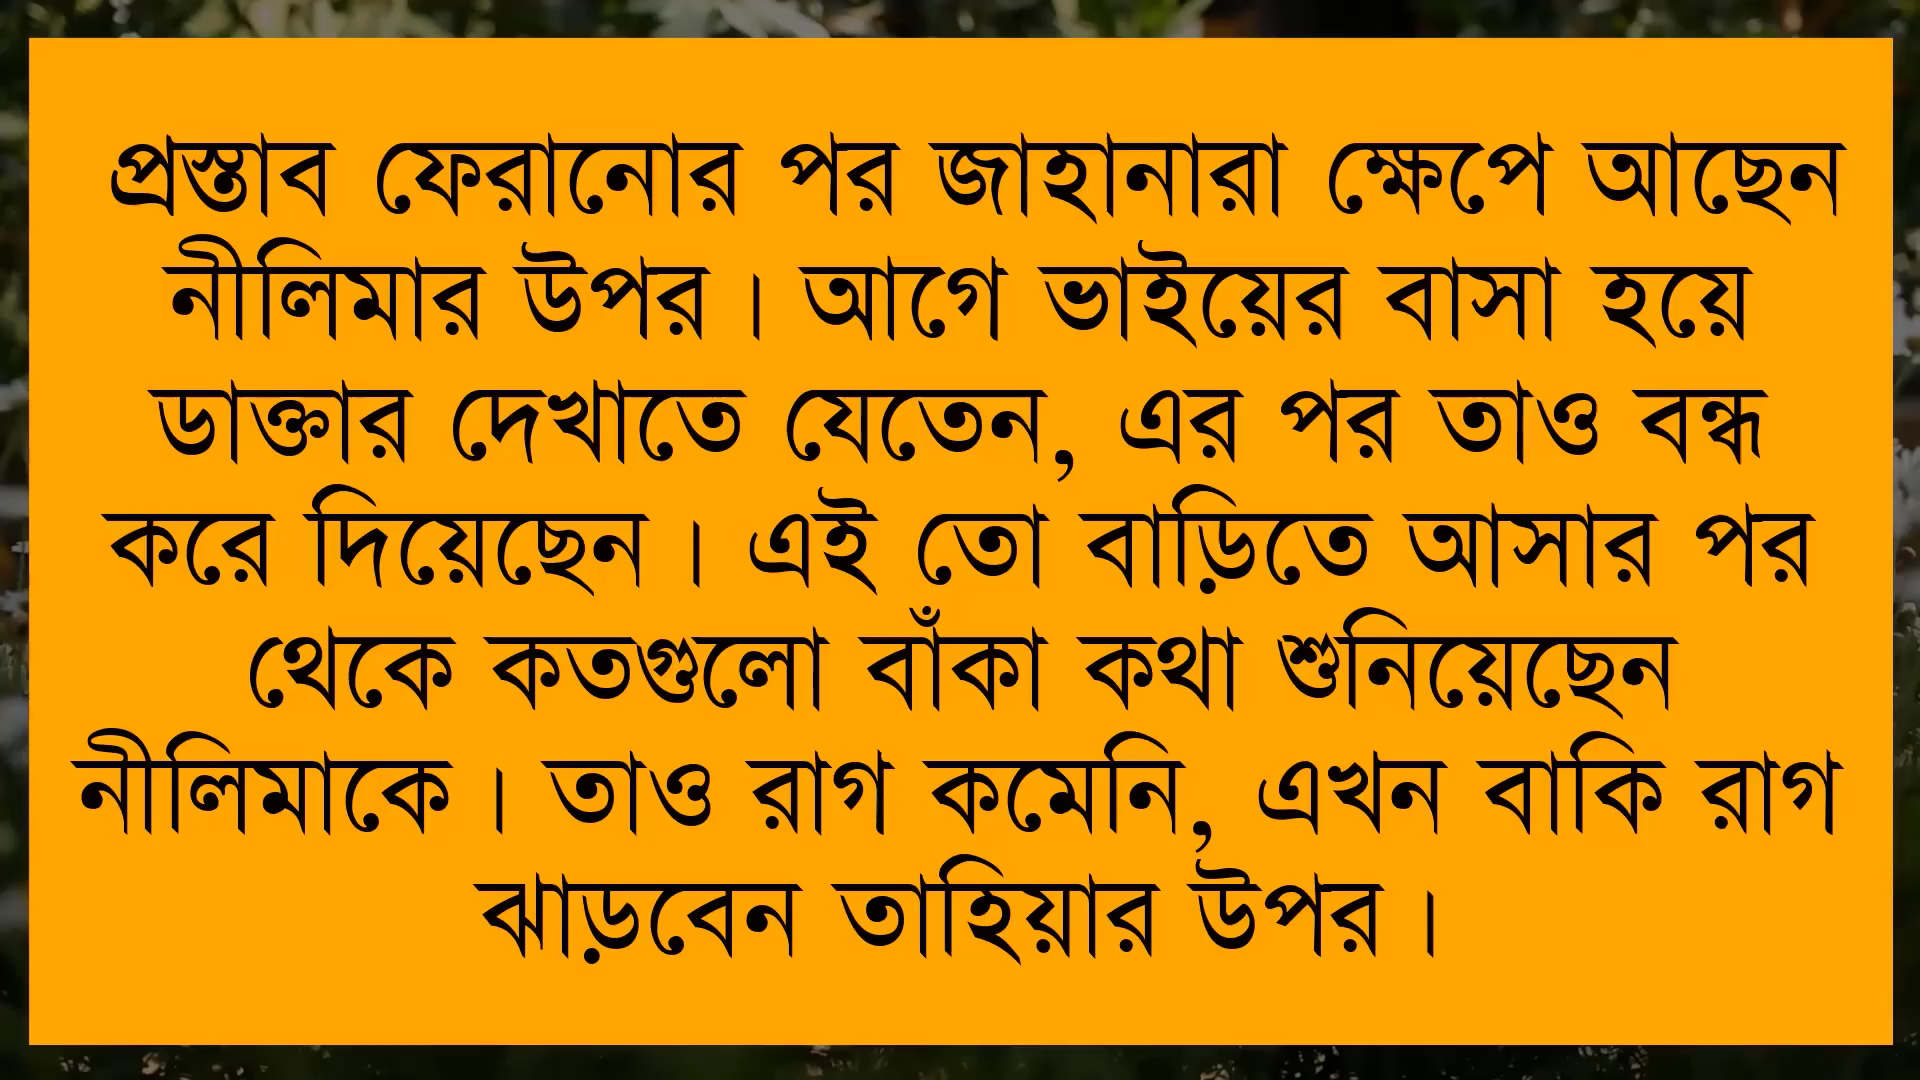 প্রস্তাব ফেরানোর পর জাহানারা ক্ষেপে আছেন
নীলিমার উপর। আগে ভাইয়ের বাসা হয়ে
ডাক্তার দেখাতে যেতেন, এর পর তাও বন্ধ
করে দিয়েছেন। এই তো বাড়িতে আসার পর
থেকে কতগুলো বাঁকা কথা শুনিয়েছেন
নীলিমাকে। তাও রাগ কমেনি, এখন বাকি রাগ
ঝাড়বেন তাহিয়ার উপর।